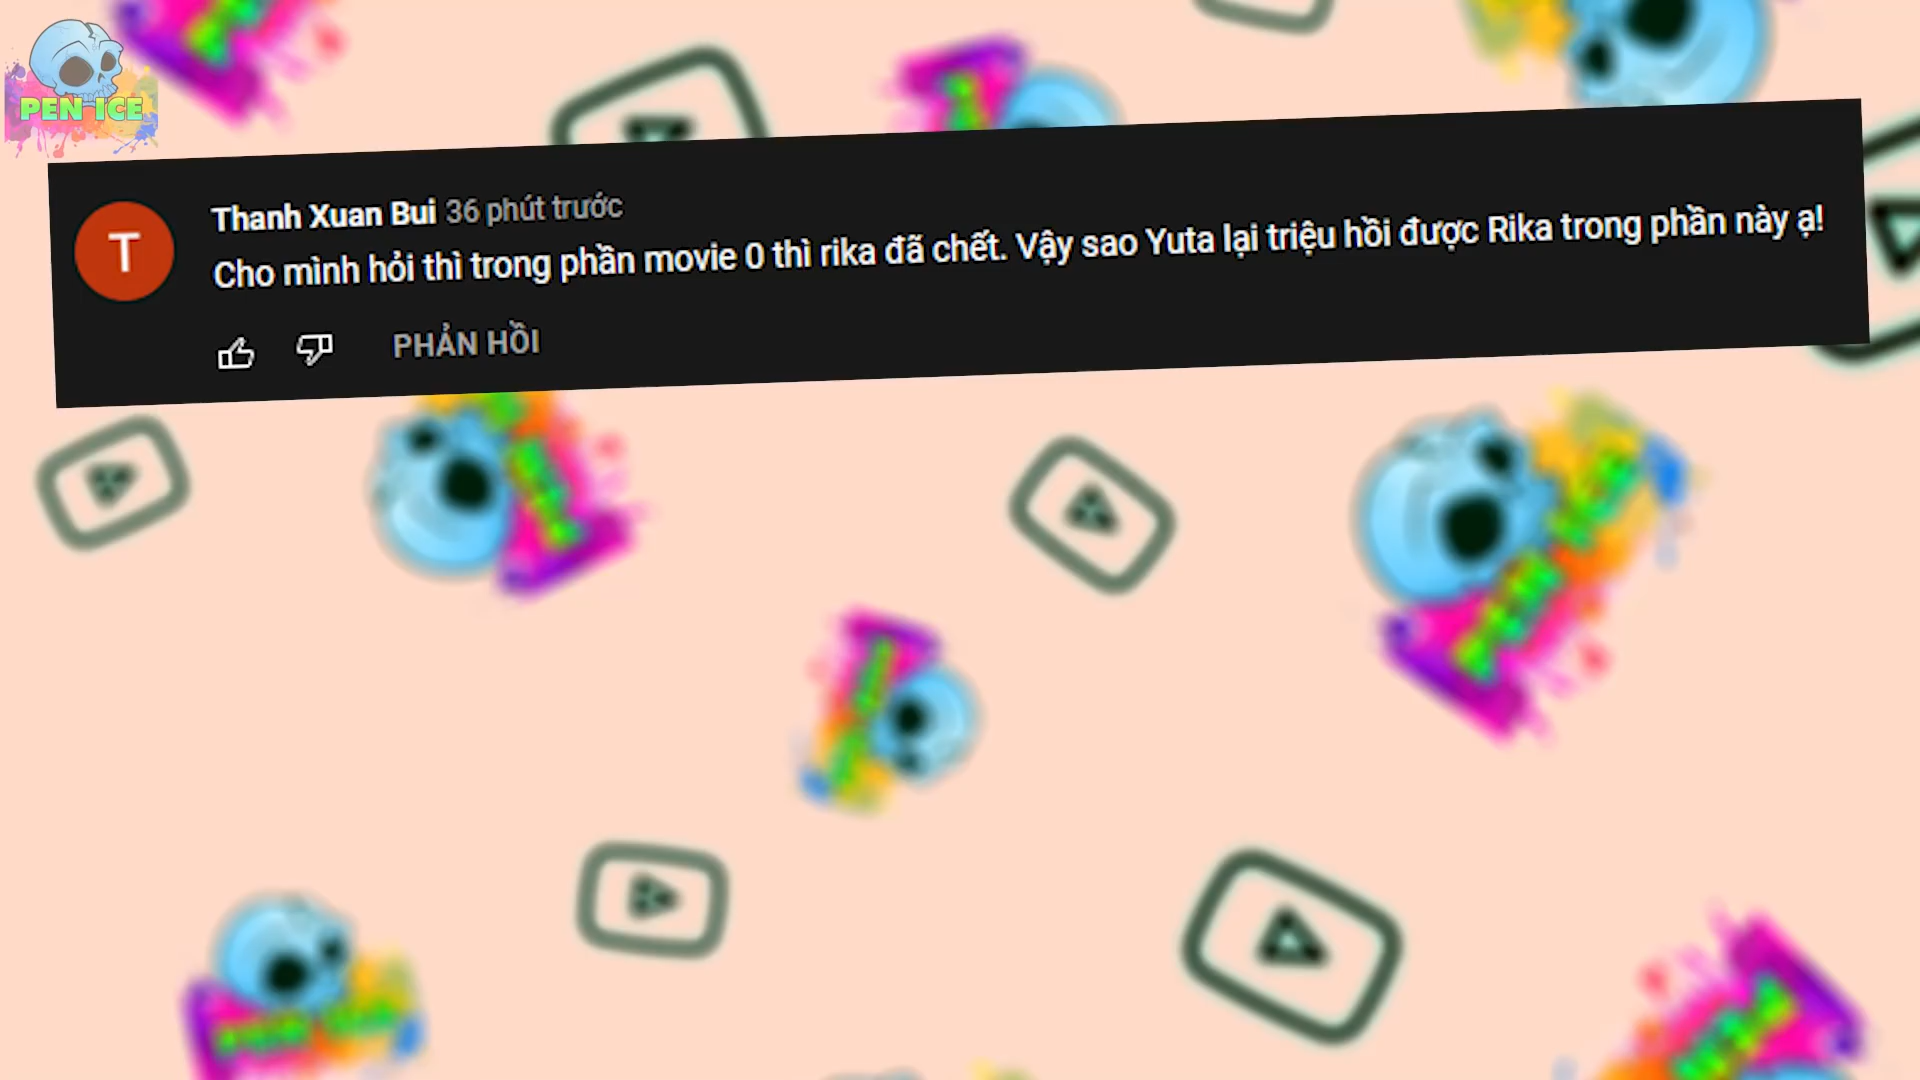 PEN ICE
T
Thanh Xuan Bui 36 phút trước
Cho mình hỏi thì trong phần movie 0 thì rika đã chết. Vậy sao Yuta lại triệu hồi được Rika trong phần này ạ!
PHẢN HỒI